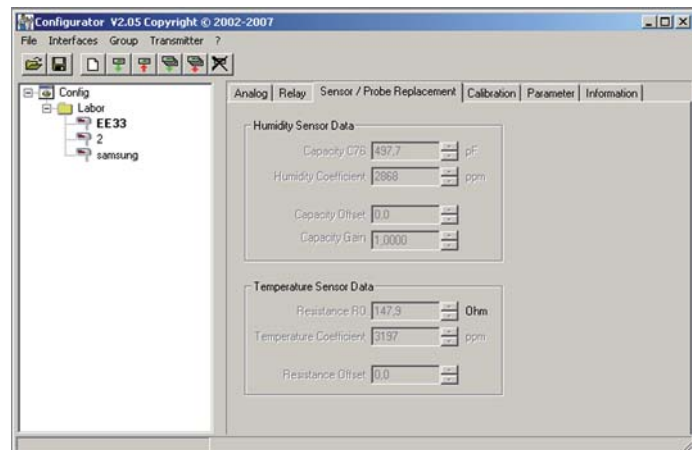 Configurator V2.05 Copyright © 2002-2007
File Interfaces Group Transmitter ?
Config
Labor
EE33
2
samsung
Analog Relay Sensor / Probe Replacement Calibration Parameter Information
Humidity Sensor Data
Capacity C76 497,7 pF
Humidity Coefficient 2868 ppm
Capacity Offset 0,0
Capacity Gain 1,0000
Temperature Sensor Data
Resistance R0 147,9 Ohm
Temperature Coefficient 3197 ppm
Resistance Offset 0,0